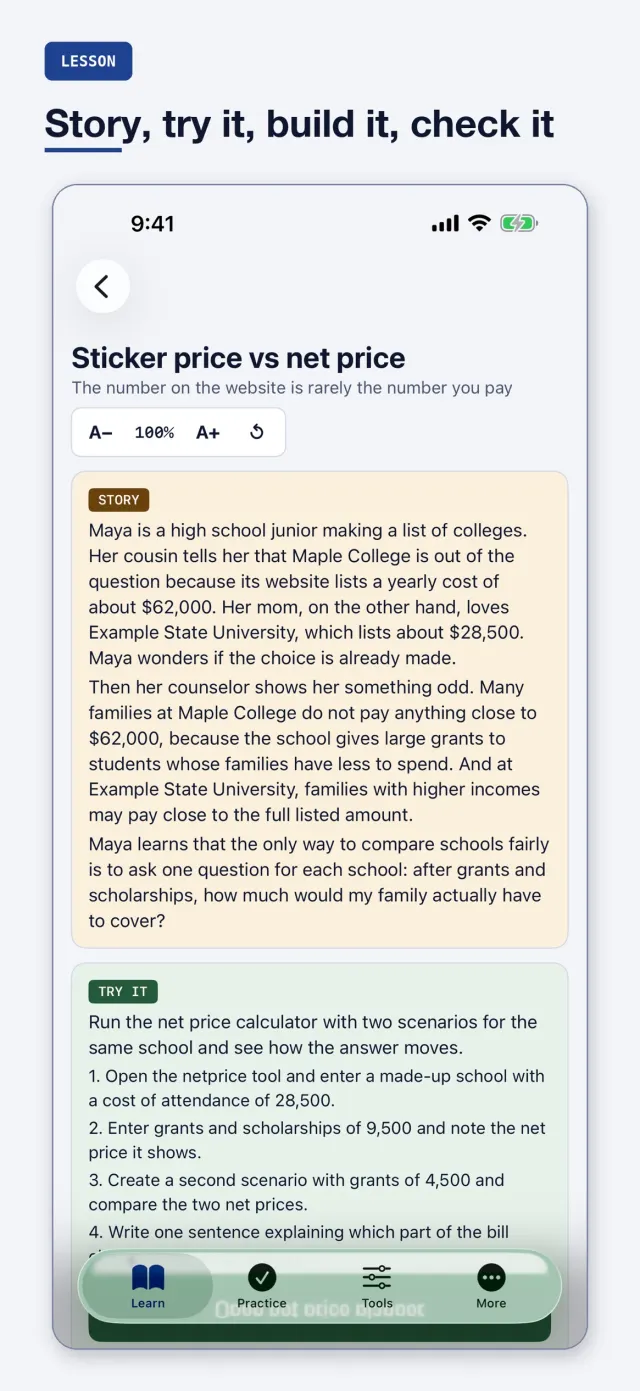 LESSON
Story, try it, build it, check it
9:41
Sticker price vs net price
The number on the website is rarely the number you pay
A− 100% A+
STORY
Maya is a high school junior making a list of colleges.
Her cousin tells her that Maple College is out of the
question because its website lists a yearly cost of
about $62,000. Her mom, on the other hand, loves
Example State University, which lists about $28,500.
Maya wonders if the choice is already made.
Then her counselor shows her something odd. Many
families at Maple College do not pay anything close to
$62,000, because the school gives large grants to
students whose families have less to spend. And at
Example State University, families with higher incomes
may pay close to the full listed amount.
Maya learns that the only way to compare schools fairly
is to ask one question for each school: after grants and
scholarships, how much would my family actually have
to cover?
TRY IT
Run the net price calculator with two scenarios for the
same school and see how the answer moves.
1. Open the netprice tool and enter a made-up school with
a cost of attendance of 28,500.
2. Enter grants and scholarships of 9,500 and note the net
price it shows.
3. Create a second scenario with grants of 4,500 and
compare the two net prices.
4. Write one sentence explaining which part of the bill
Learn Practice Tools More